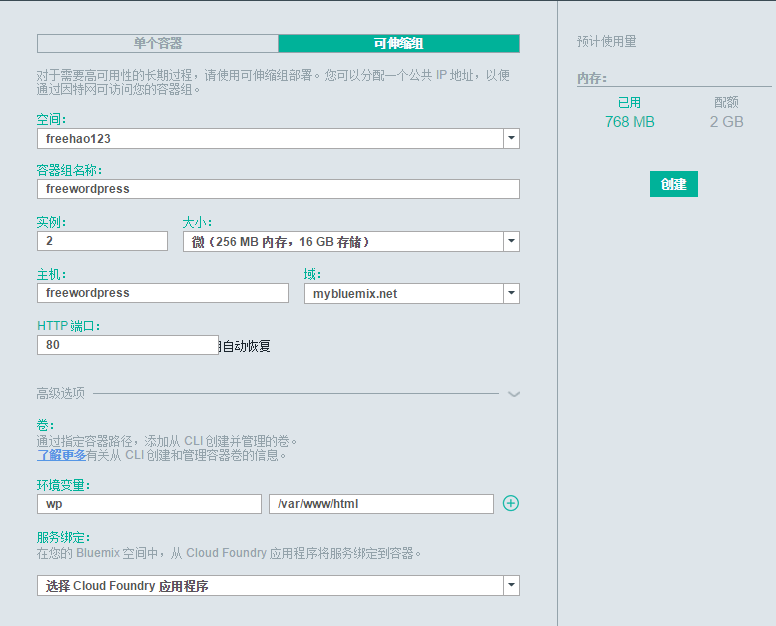 单个容器
可伸缩组
对于需要高可用性的长期过程，请使用可伸缩组部署。您可以分配一个公共 IP 地址，以便
通过因特网可访问您的容器组。
空间:
freehao123
容器组名称:
freewordpress
实例:
大小:
2
微（256 MB 内存，16 GB 存储）
主机:
域:
freewordpress
mybluemix.net
HTTP 端口:
80
自动恢复
高级选项
卷:
通过指定容器路径，添加从 CLI 创建并管理的卷。
了解更多有关从 CLI 创建和管理容器卷的信息。
环境变量:
wp
/var/www/html
服务绑定:
在您的 Bluemix 空间中，从 Cloud Foundry 应用程序将服务绑定到容器。
选择 Cloud Foundry 应用程序
预计使用量
内存:
已用
配额
768 MB
2 GB
创建